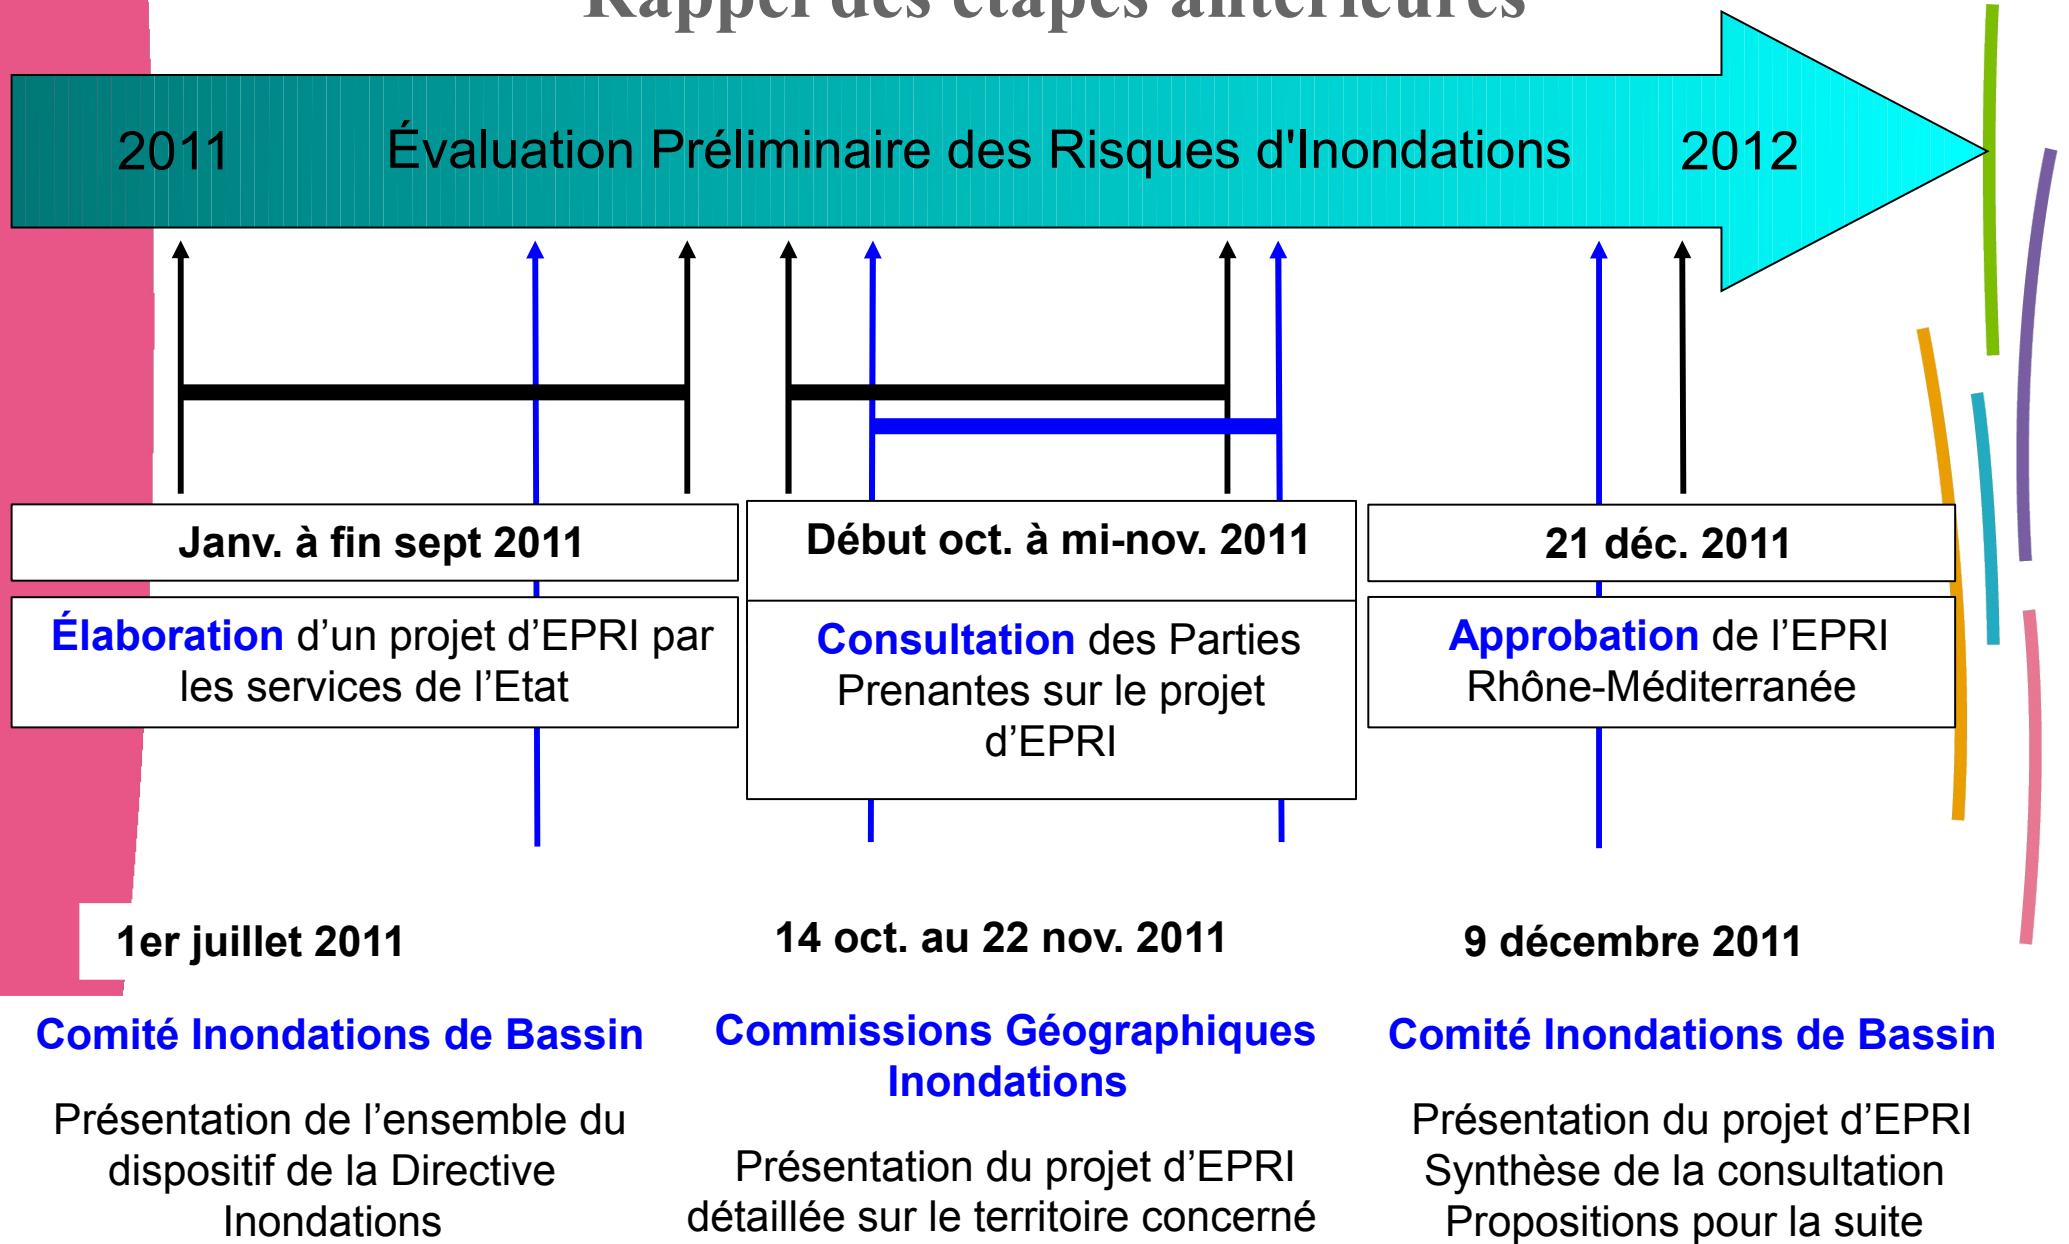 Rappel des étapes antérieures
2011 Évaluation Préliminaire des Risques d'Inondations 2012
Janv. à fin sept 2011
Élaboration d’un projet d’EPRI par
les services de l’Etat
Début oct. à mi-nov. 2011
Consultation des Parties
Prenantes sur le projet
d’EPRI
21 déc. 2011
Approbation de l’EPRI
Rhône-Méditerranée
1er juillet 2011
Comité Inondations de Bassin
Présentation de l’ensemble du
dispositif de la Directive
Inondations
14 oct. au 22 nov. 2011
Commissions Géographiques
Inondations
Présentation du projet d’EPRI
détaillée sur le territoire concerné
9 décembre 2011
Comité Inondations de Bassin
Présentation du projet d’EPRI
Synthèse de la consultation
Propositions pour la suite